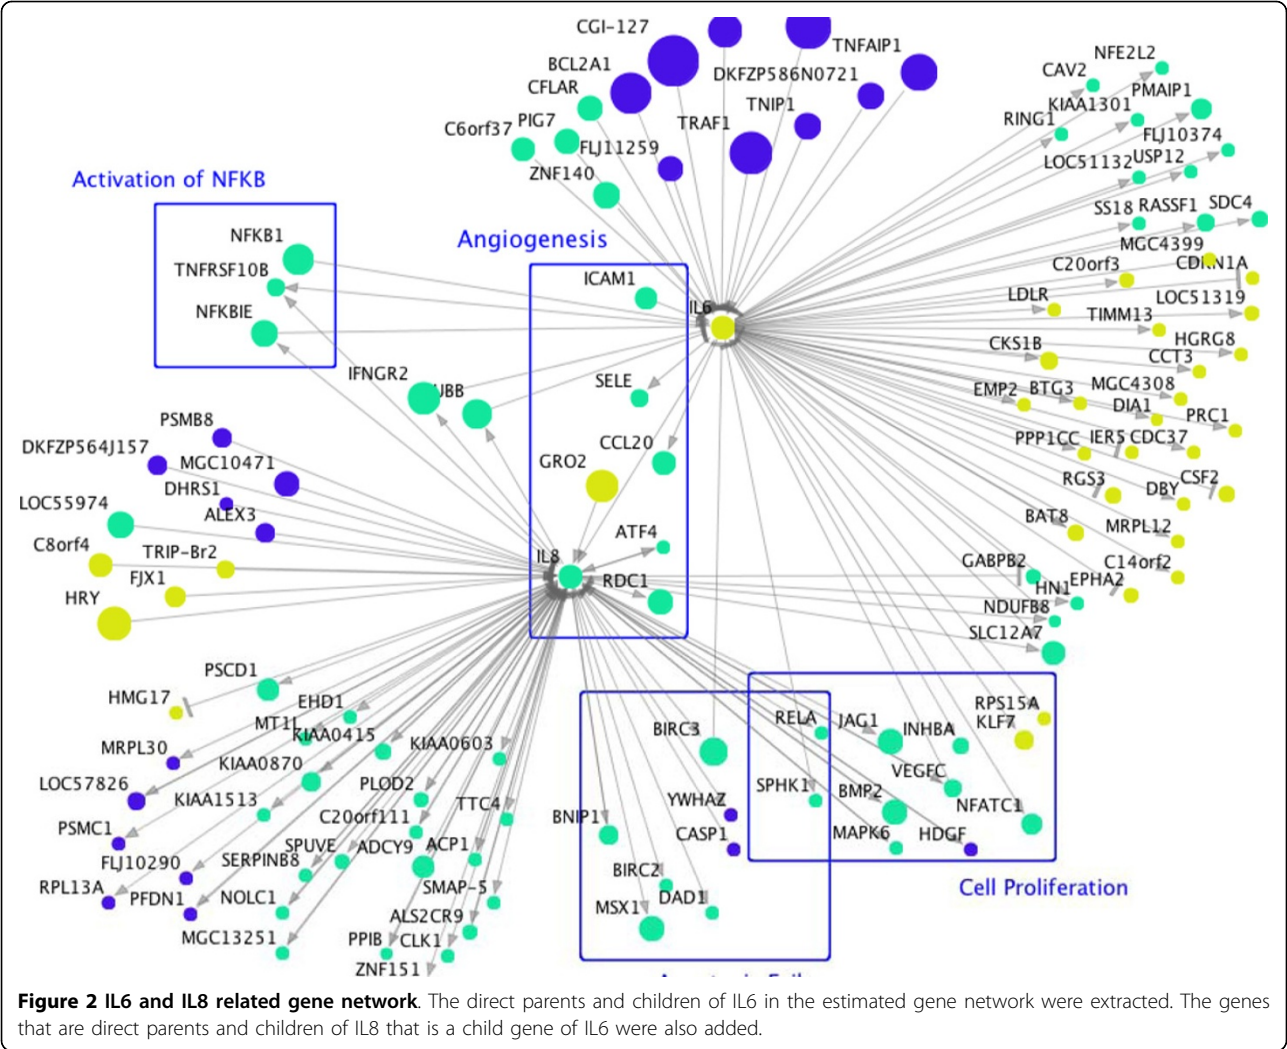 CGI-127
TNFAIP1
BCL2A1
DKFZP586N0721
CFLAR
TNIP1
C6orf37
PIG7
TRAF1
FLJ11259
ZNF140
NFE2L2
CAV2
PMAIP1
KIAA1301
RING1
FLJ10374
LOC51132
USP12
SS18
RASSF1
SDC4
MGC4399
C20orf3
CDKN1A
LDLR
LOC51319
TIMM13
CKS1B
HGRG8
CCT3
EMP2
BTG3
MGC4308
DIA1
PRC1
PPP1CC
IER5
CDC37
RGS3
CSF2
DBY
BAT8
MRPL12
GABPB2
C14orf2
EPHA2
HN1
NDUFB8
SLC12A7
Activation of NFKB
NFKB1
TNFRSF10B
NFKBIE
Angiogenesis
ICAM1
IL6
SELE
CCL20
GRO2
ATF4
IL8
RDC1
IFNGR2
UBB
PSMB8
DKFZP564J157
MGC10471
DHRS1
LOC55974
ALEX3
C8orf4
TRIP-Br2
FJX1
HRY
PSCD1
HMG17
EHD1
MT1L
KIAA0415
MRPL30
KIAA0603
KIAA0870
LOC57826
PLOD2
KIAA1513
TTC4
C20orf111
PSMC1
SPUVE
ADCY9
ACP1
FLJ10290
SERPINB8
RPL13A
PFDN1
NOLC1
SMAP-5
ALS2CR9
MGC13251
PPIB
CLK1
ZNF151
BIRC3
YWHAZ
CASP1
BNIP1
BIRC2
MSX1
DAD1
RELA
JAG1
INHBA
RPS15A
KLF7
VEGFC
SPHK1
BMP2
NFATC1
MAPK6
HDGF
Cell Proliferation
Figure 2 IL6 and IL8 related gene network. The direct parents and children of IL6 in the estimated gene network were extracted. The genes
that are direct parents and children of IL8 that is a child gene of IL6 were also added.